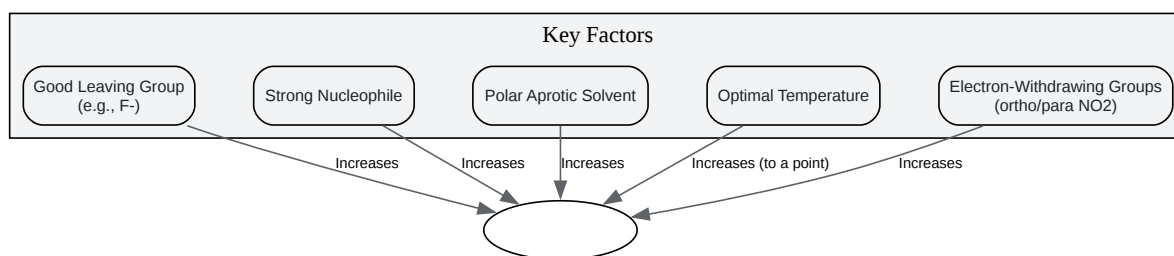 Key Factors
Good Leaving Group
(e.g., F-)
Strong Nucleophile
Polar Aprotic Solvent
Optimal Temperature
Electron-Withdrawing Groups
(ortho/para NO2)
Increases
Increases
Increases
Increases (to a point)
Increases